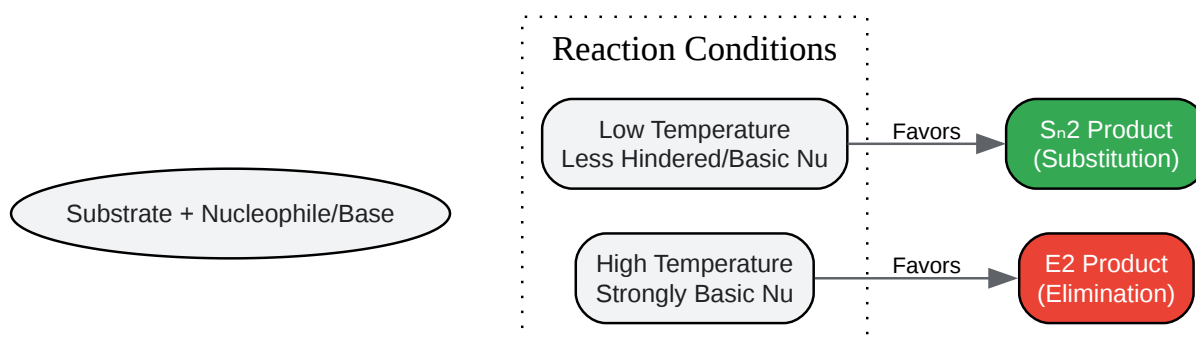 Reaction Conditions
Low Temperature
Less Hindered/Basic Nu
Favors
Sₙ2 Product
(Substitution)
Substrate + Nucleophile/Base
High Temperature
Strongly Basic Nu
Favors
E2 Product
(Elimination)